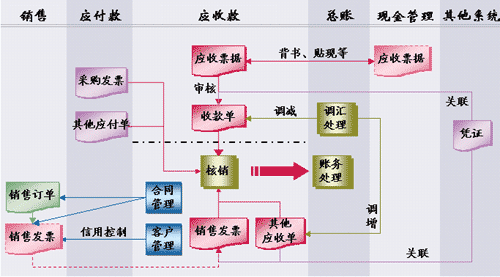 销售 应付款 应收款 总账 现金管理 其他系统
应收票据 背书、贴现等 应收票据
采购发票 审核 关联
其他应付单 收款单 调减 调汇
处理 凭证
核销 账务
处理
销售订单 合同
管理
调
增
销售发票 信用控制 客户
管理 销售发票 其他
应收单 关联